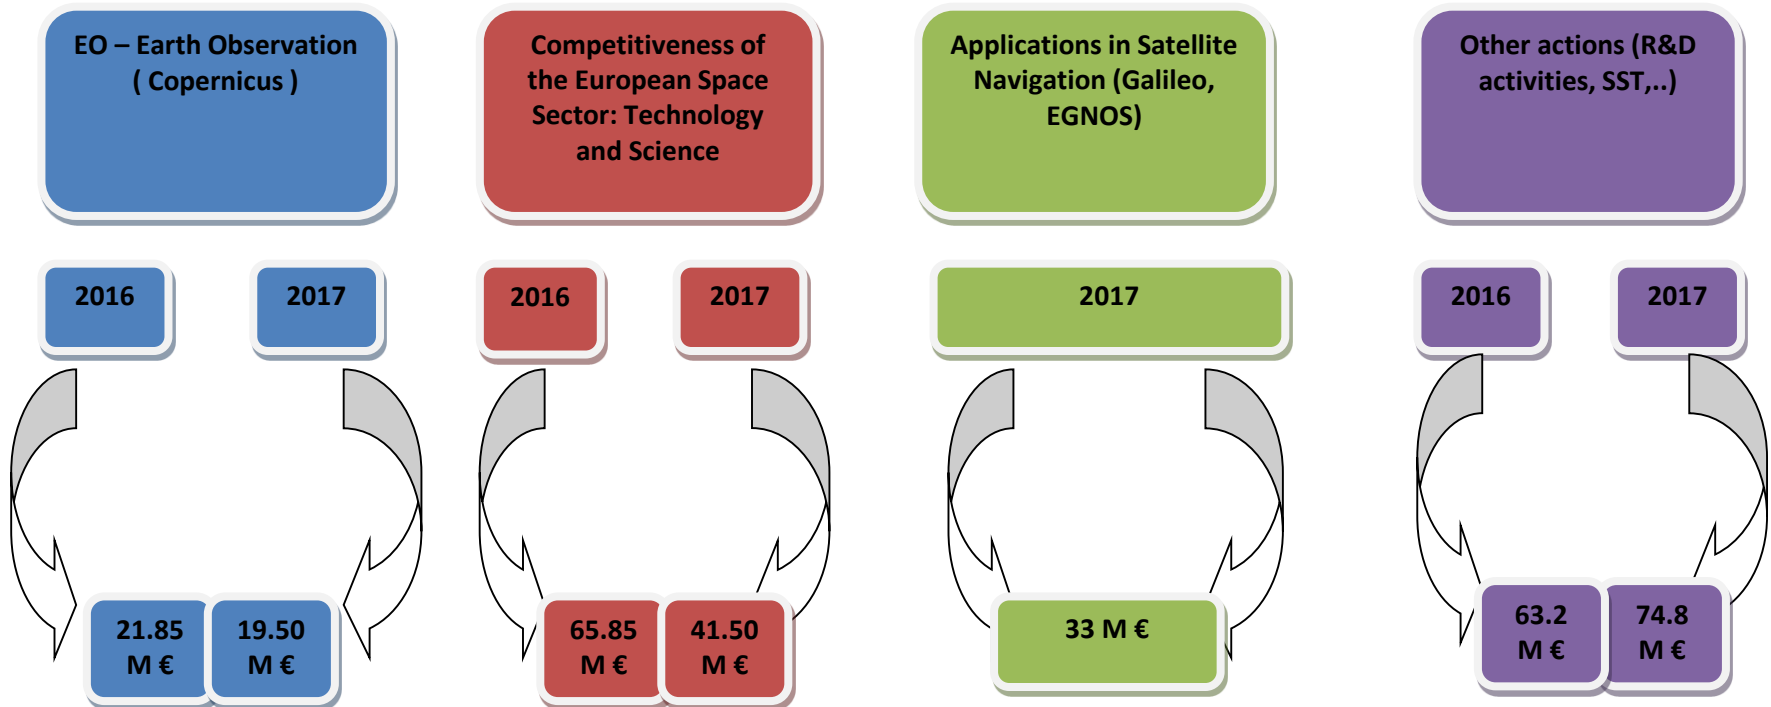 EO – Earth Observation
( Copernicus )
Competitiveness of
the European Space
Sector: Technology
and Science
Applications in Satellite
Navigation (Galileo,
EGNOS)
Other actions (R&D
activities, SST,..)
2016
2017
2016
2017
2017
2016
2017
21.85
M €
19.50
M €
65.85
M €
41.50
M €
33 M €
63.2
M €
74.8
M €